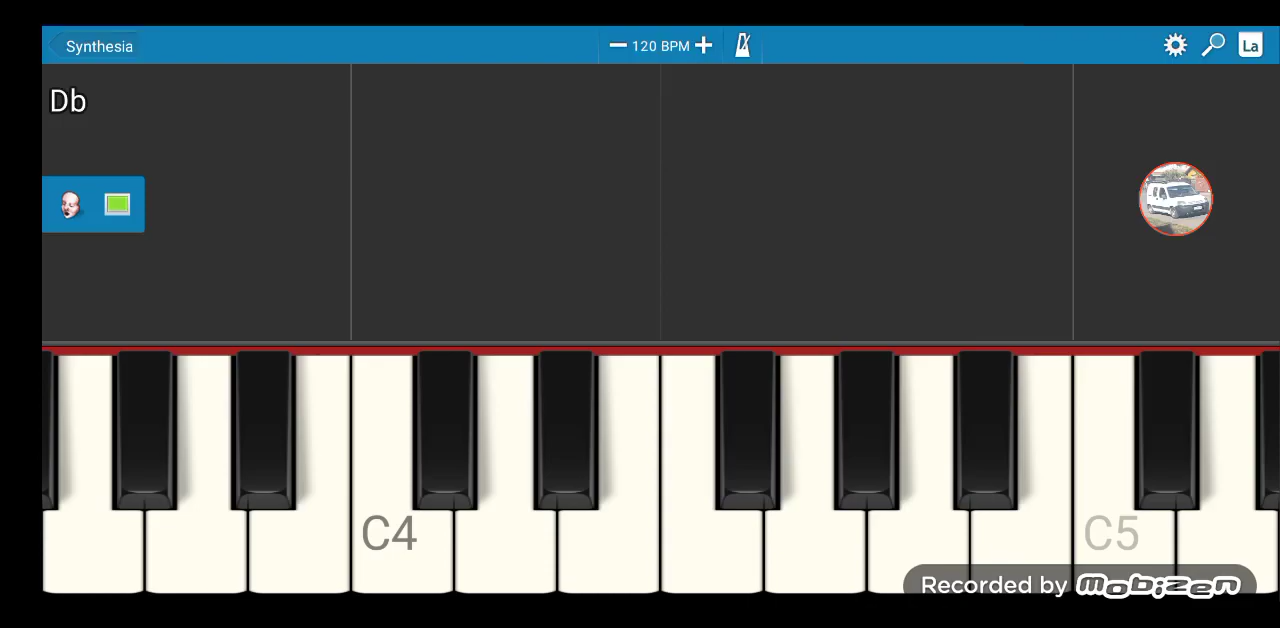 Synthesia
120 BPM
La
Db
C4
C5
Recorded by mobizen